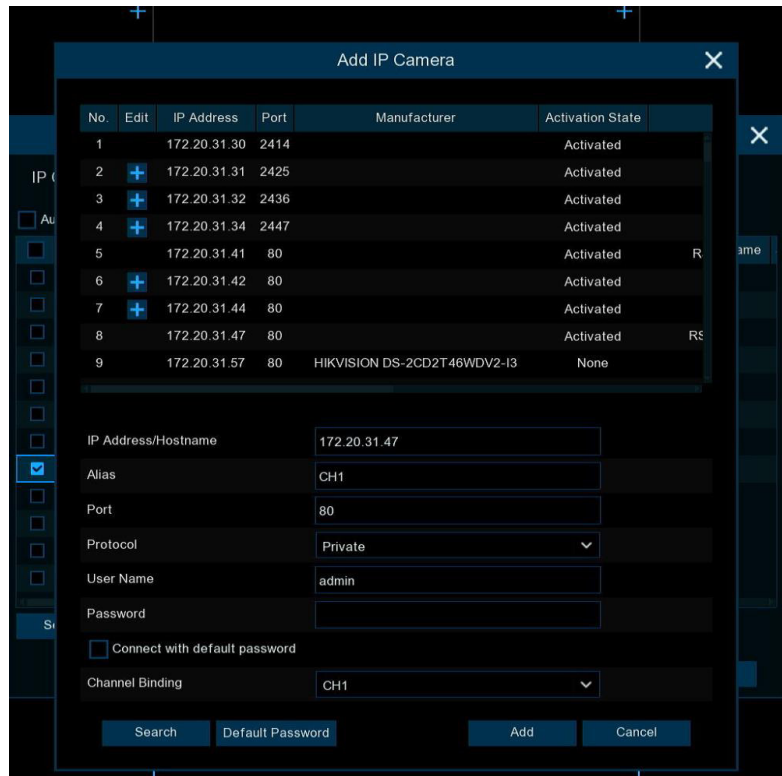 Add IP Camera
No. Edit IP Address Port Manufacturer Activation State
1 172.20.31.30 2414 Activated
2 172.20.31.31 2425 Activated
3 172.20.31.32 2436 Activated
4 172.20.31.34 2447 Activated
5 172.20.31.41 80 Activated R
6 172.20.31.42 80 Activated
7 172.20.31.44 80 Activated
8 172.20.31.47 80 Activated RS
9 172.20.31.57 80 HIKVISION DS-2CD2T46WDV2-I3 None
IP Address/Hostname 172.20.31.47
Alias CH1
Port 80
Protocol Private
User Name admin
Password
Connect with default password
Channel Binding CH1
Search Default Password Add Cancel
IP
Au
ame
Se